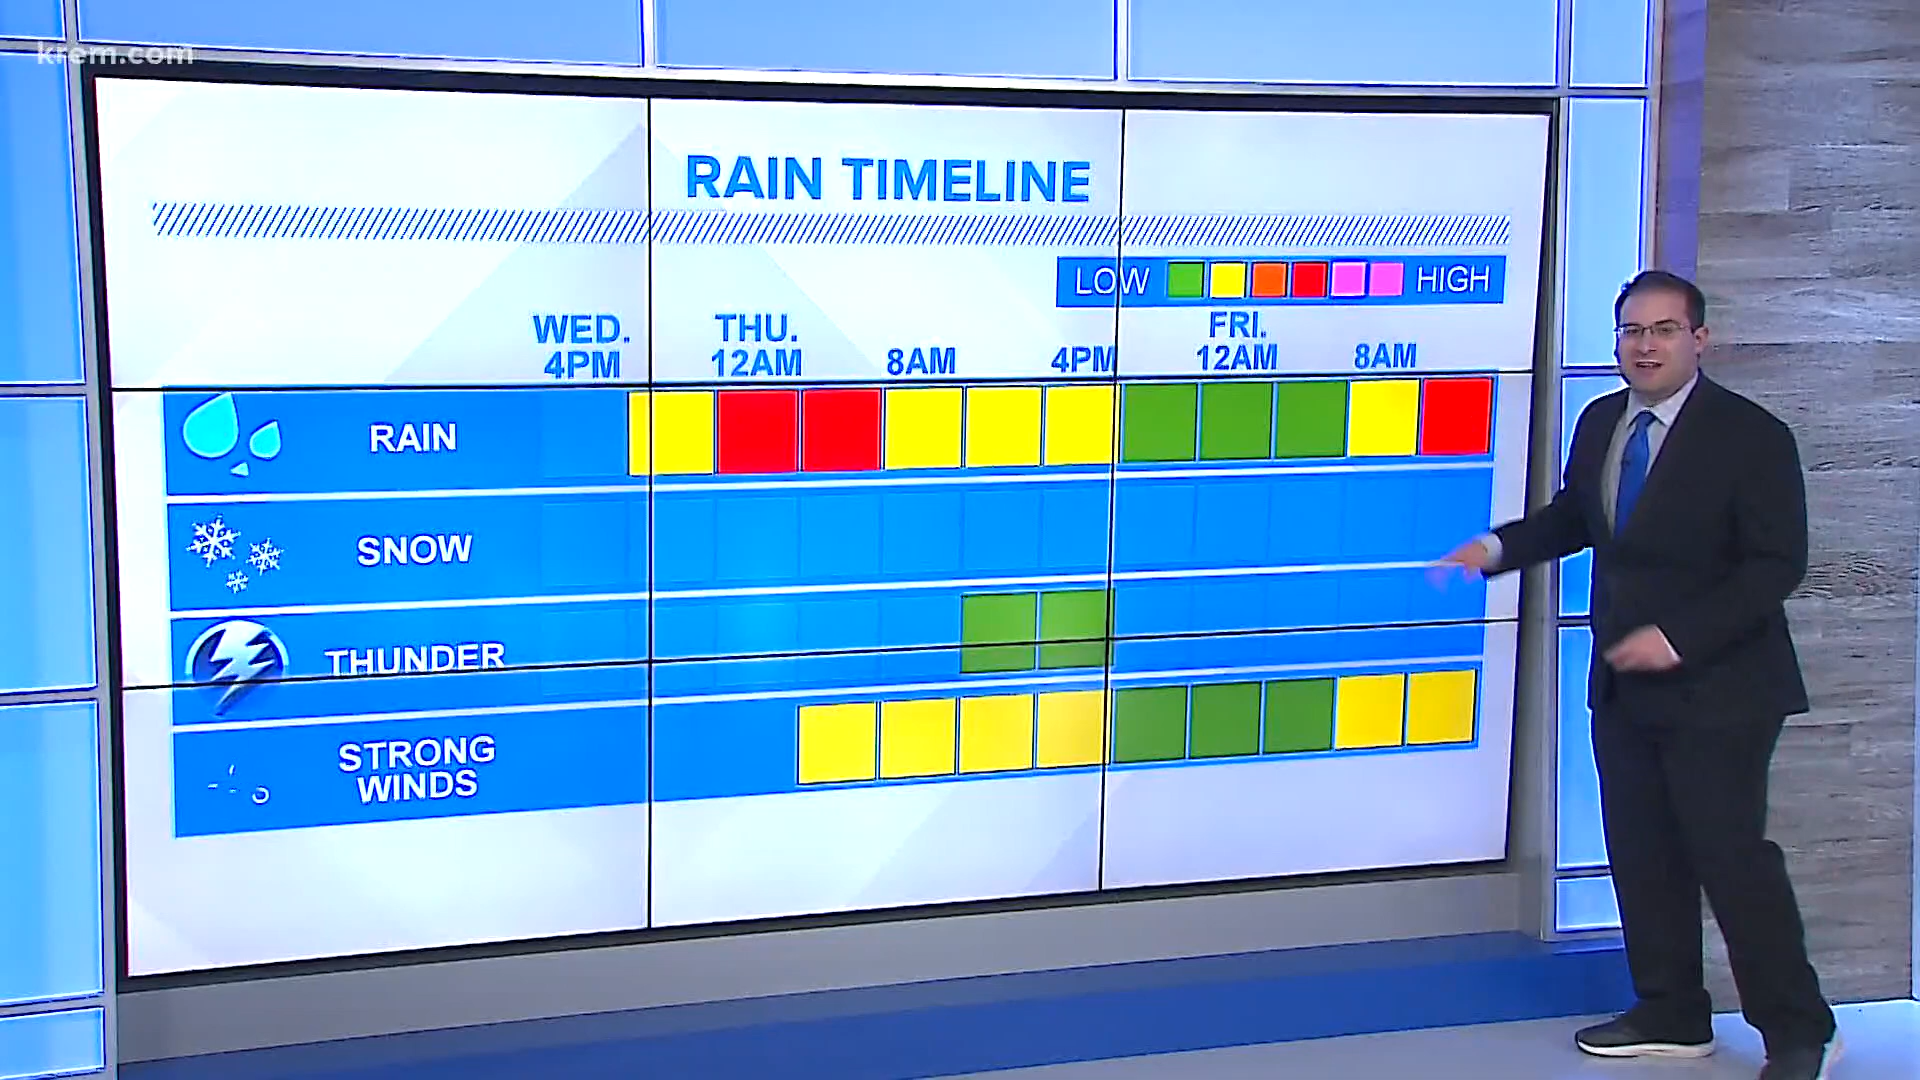 krem.com
RAIN TIMELINE
LOW HIGH
WED. THU. FRI.
4PM 12AM 8AM 4PM 12AM 8AM
RAIN
SNOW
THUNDER
STRONG
WINDS